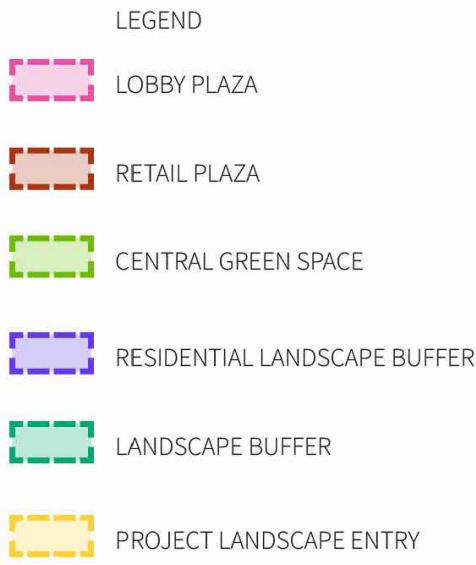 LEGEND
LOBBY PLAZA
RETAIL PLAZA
CENTRAL GREEN SPACE
RESIDENTIAL LANDSCAPE BUFFER
LANDSCAPE BUFFER
PROJECT LANDSCAPE ENTRY